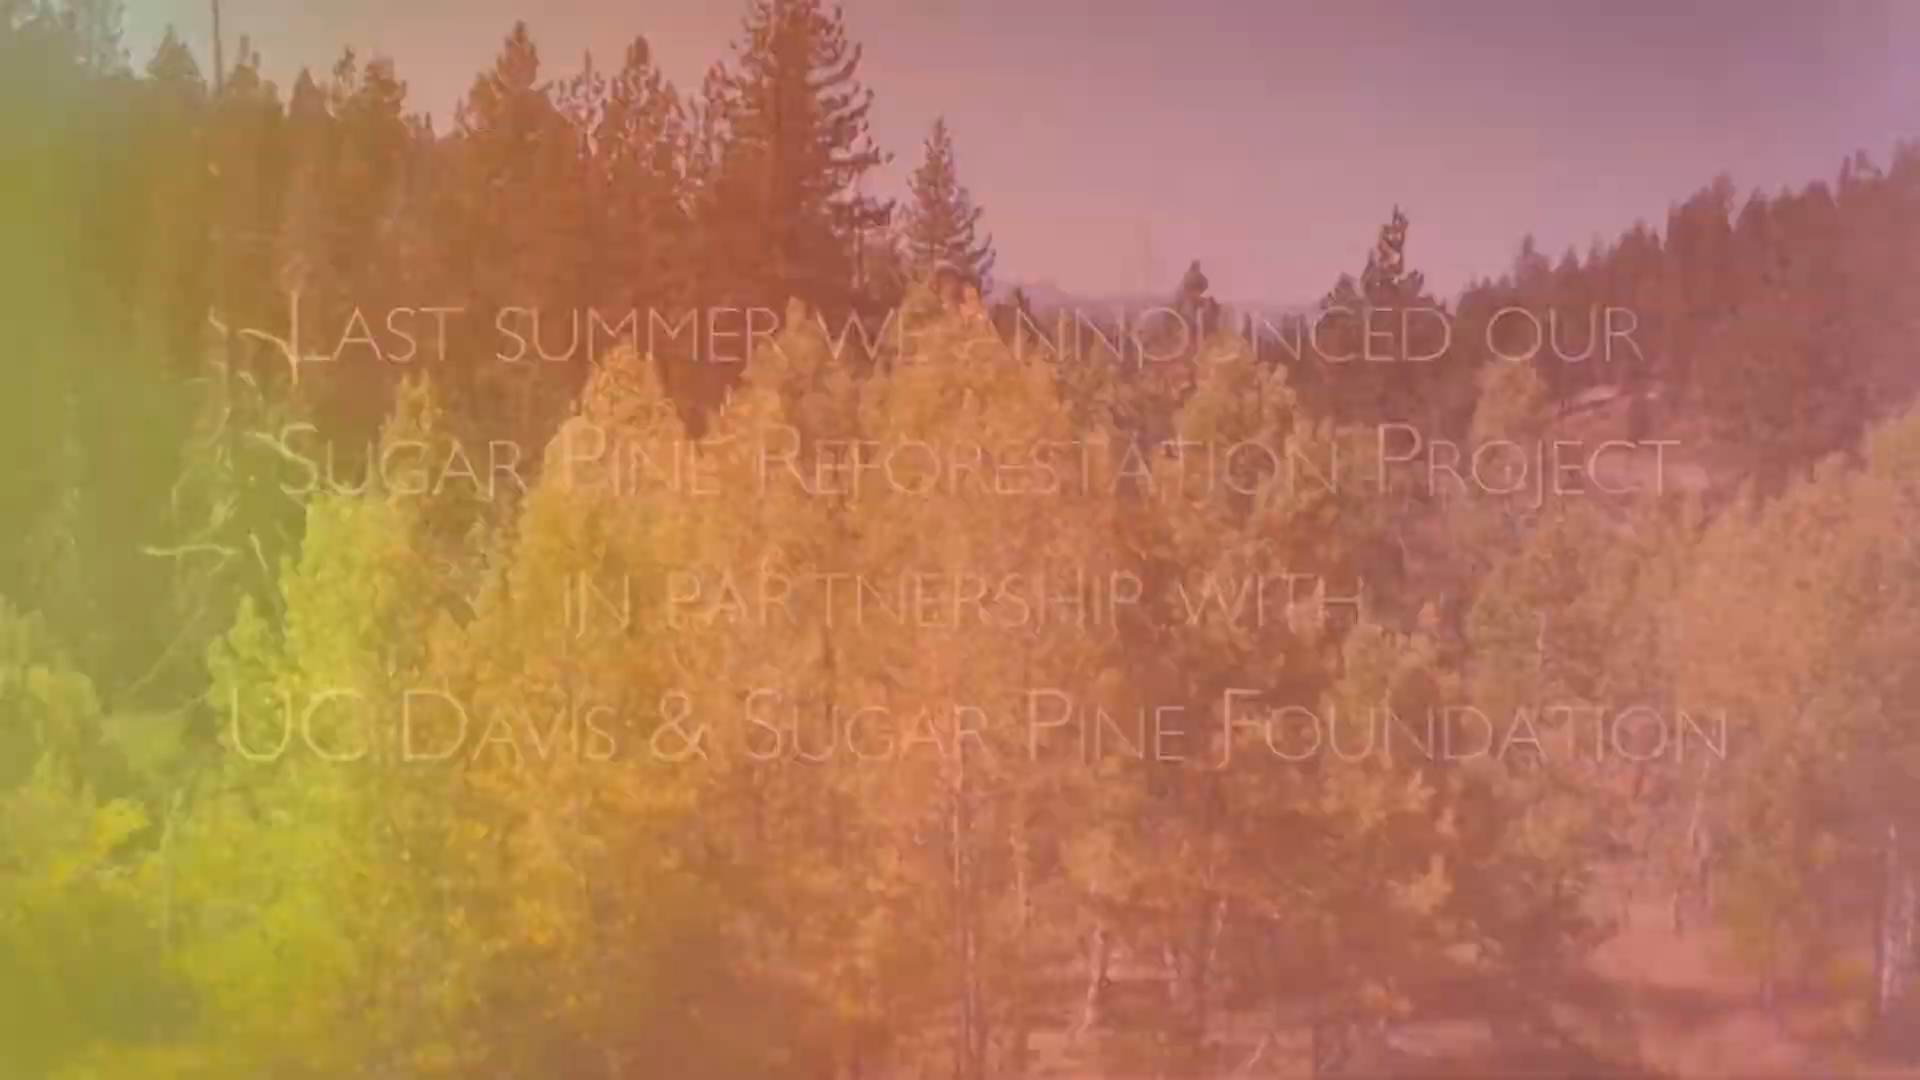 Last summer we announced our
Sugar Pine Reforestation Project
in partnership with
UC Davis & Sugar Pine Foundation